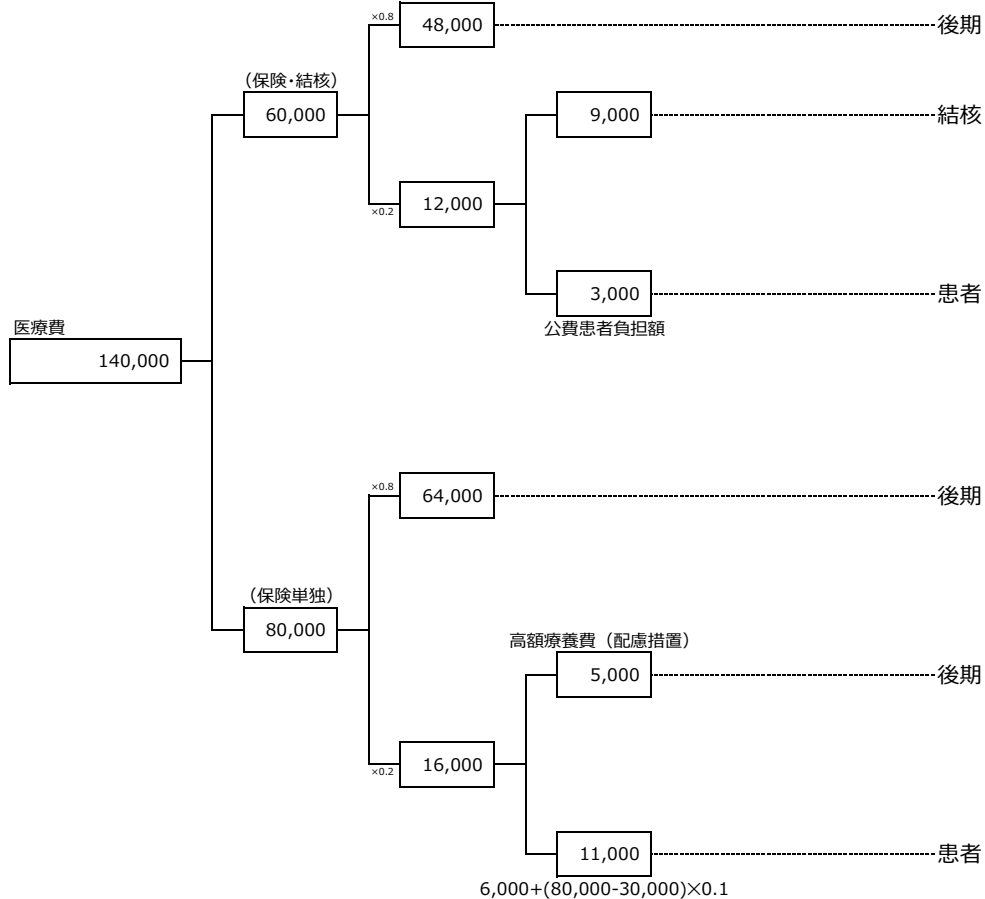 ×0.8
48,000
後期
（保険・結核）
60,000
9,000
結核
×0.2
12,000
3,000
患者
公費患者負担額
医療費
140,000
×0.8
64,000
後期
（保険単独）
80,000
高額療養費（配慮措置）
5,000
後期
×0.2
16,000
11,000
患者
6,000+(80,000-30,000)×0.1